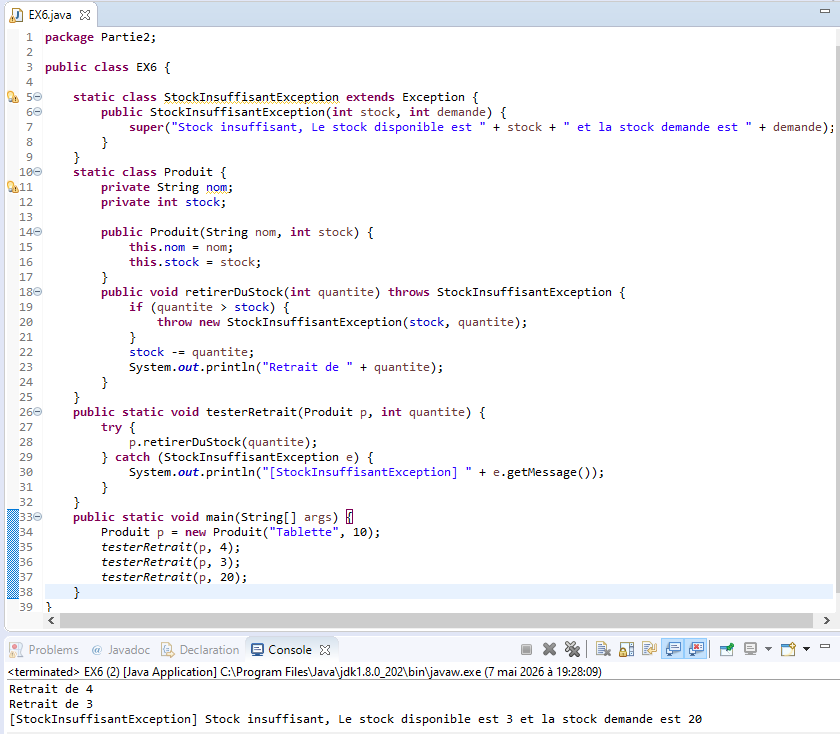 EX6.java
1 package Partie2;
2
3 public class EX6 {
4
5 static class StockInsuffisantException extends Exception {
6 public StockInsuffisantException(int stock, int demande) {
7 super("Stock insuffisant, Le stock disponible est " + stock + " et la stock demande est " + demande);
8 }
9 }
10 static class Produit {
11 private String nom;
12 private int stock;
13
14 public Produit(String nom, int stock) {
15 this.nom = nom;
16 this.stock = stock;
17 }
18 public void retirerDuStock(int quantite) throws StockInsuffisantException {
19 if (quantite > stock) {
20 throw new StockInsuffisantException(stock, quantite);
21 }
22 stock -= quantite;
23 System.out.println("Retrait de " + quantite);
24 }
25 }
26 public static void testerRetrait(Produit p, int quantite) {
27 try {
28 p.retirerDuStock(quantite);
29 } catch (StockInsuffisantException e) {
30 System.out.println("[StockInsuffisantException] " + e.getMessage());
31 }
32 }
33 public static void main(String[] args) {
34 Produit p = new Produit("Tablette", 10);
35 testerRetrait(p, 4);
36 testerRetrait(p, 3);
37 testerRetrait(p, 20);
38 }
39 }
Problems @ Javadoc Declaration Console
<terminated> EX6 (2) [Java Application] C:\Program Files\Java\jdk1.8.0_202\bin\javaw.exe (7 mai 2026 à 19:28:09)
Retrait de 4
Retrait de 3
[StockInsuffisantException] Stock insuffisant, Le stock disponible est 3 et la stock demande est 20